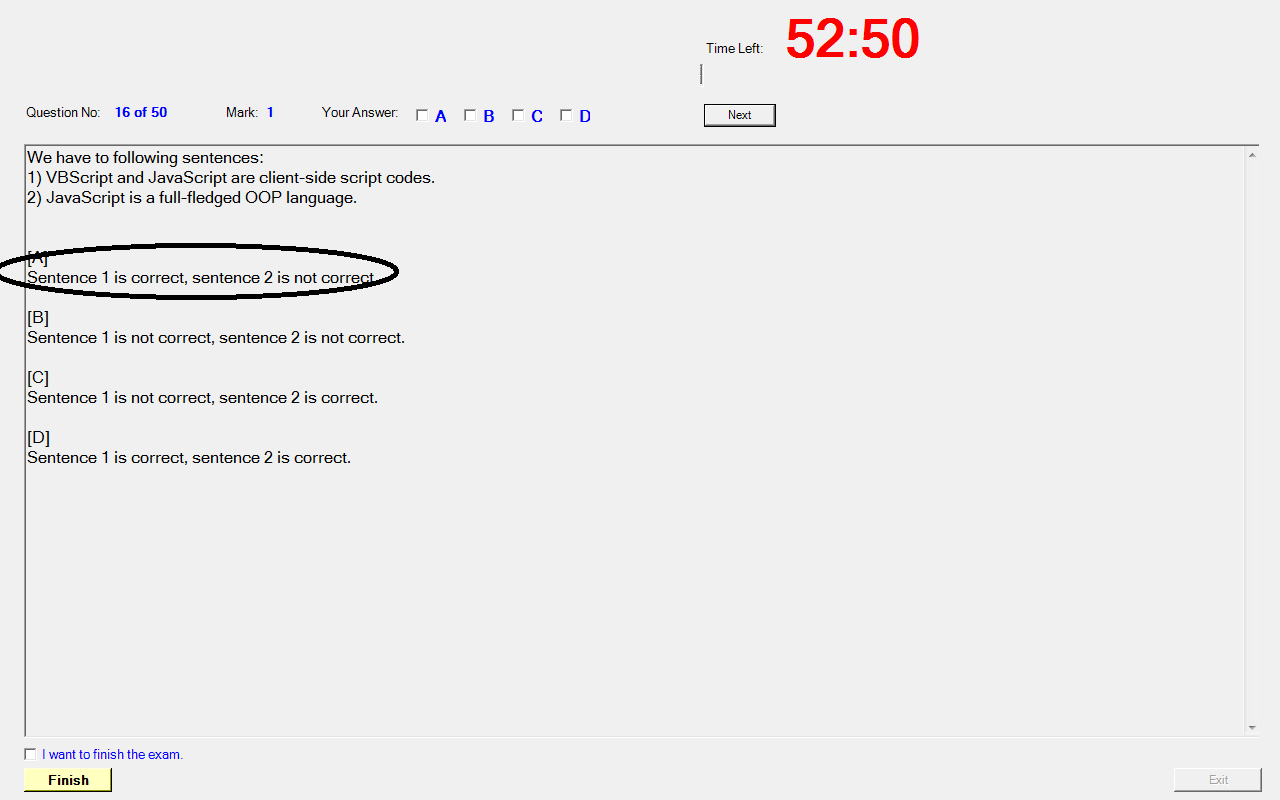 Time Left: 52:50
Question No: 16 of 50 Mark: 1 Your Answer: A B C D Next
We have to following sentences:
1) VBScript and JavaScript are client-side script codes.
2) JavaScript is a full-fledged OOP language.
[A]
Sentence 1 is correct, sentence 2 is not correct.
[B]
Sentence 1 is not correct, sentence 2 is not correct.
[C]
Sentence 1 is not correct, sentence 2 is correct.
[D]
Sentence 1 is correct, sentence 2 is correct.
I want to finish the exam.
Finish Exit